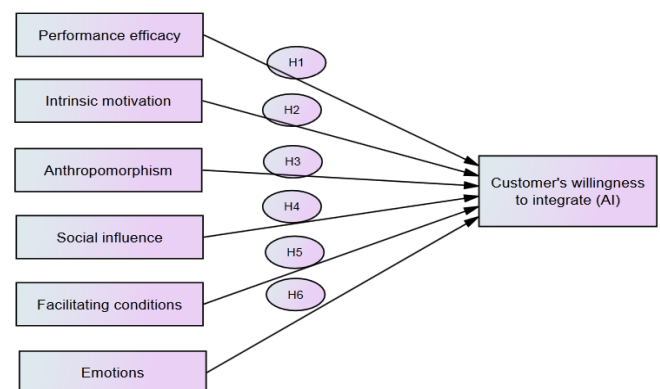 Performance efficacy
H1
Intrinsic motivation
H2
Anthropomorphism
H3
Customer's willingness
to integrate (AI)
Social influence
H4
Facilitating conditions
H5
H6
Emotions